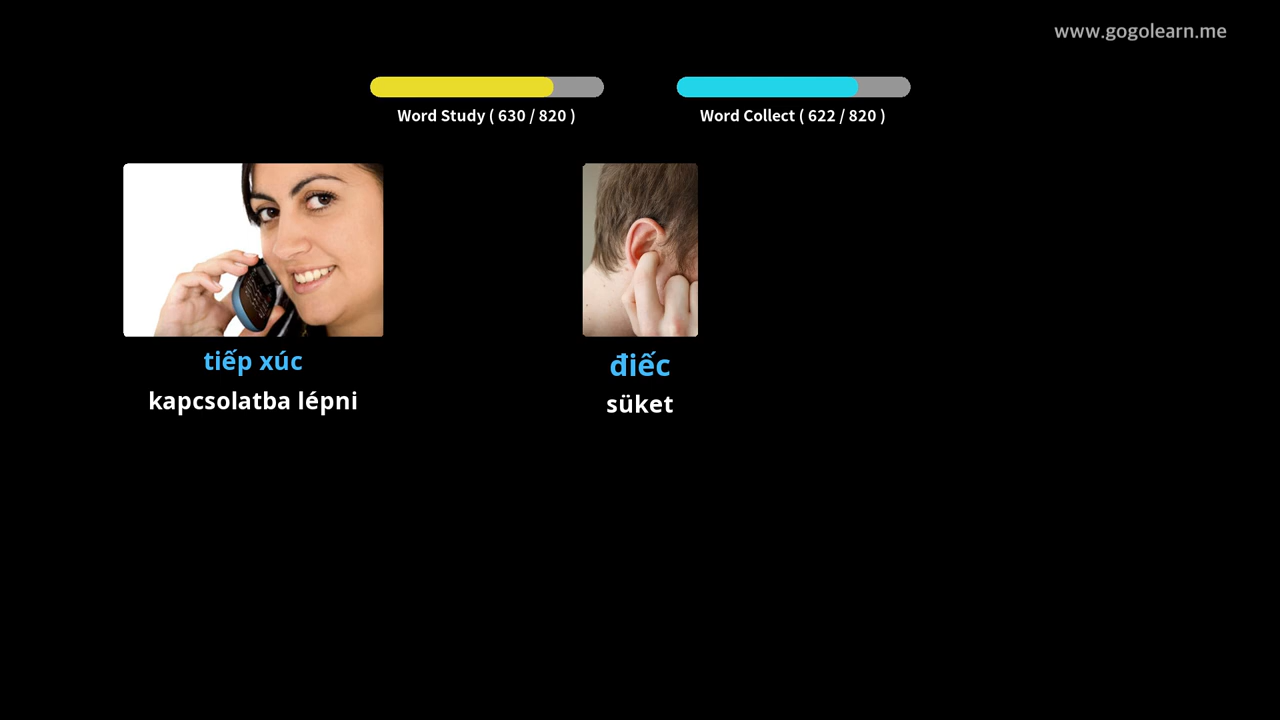 www.gogolearn.me
Word Study ( 630 / 820 )
Word Collect ( 622 / 820 )
tiếp xúc
kapcsolatba lépni
điếc
süket